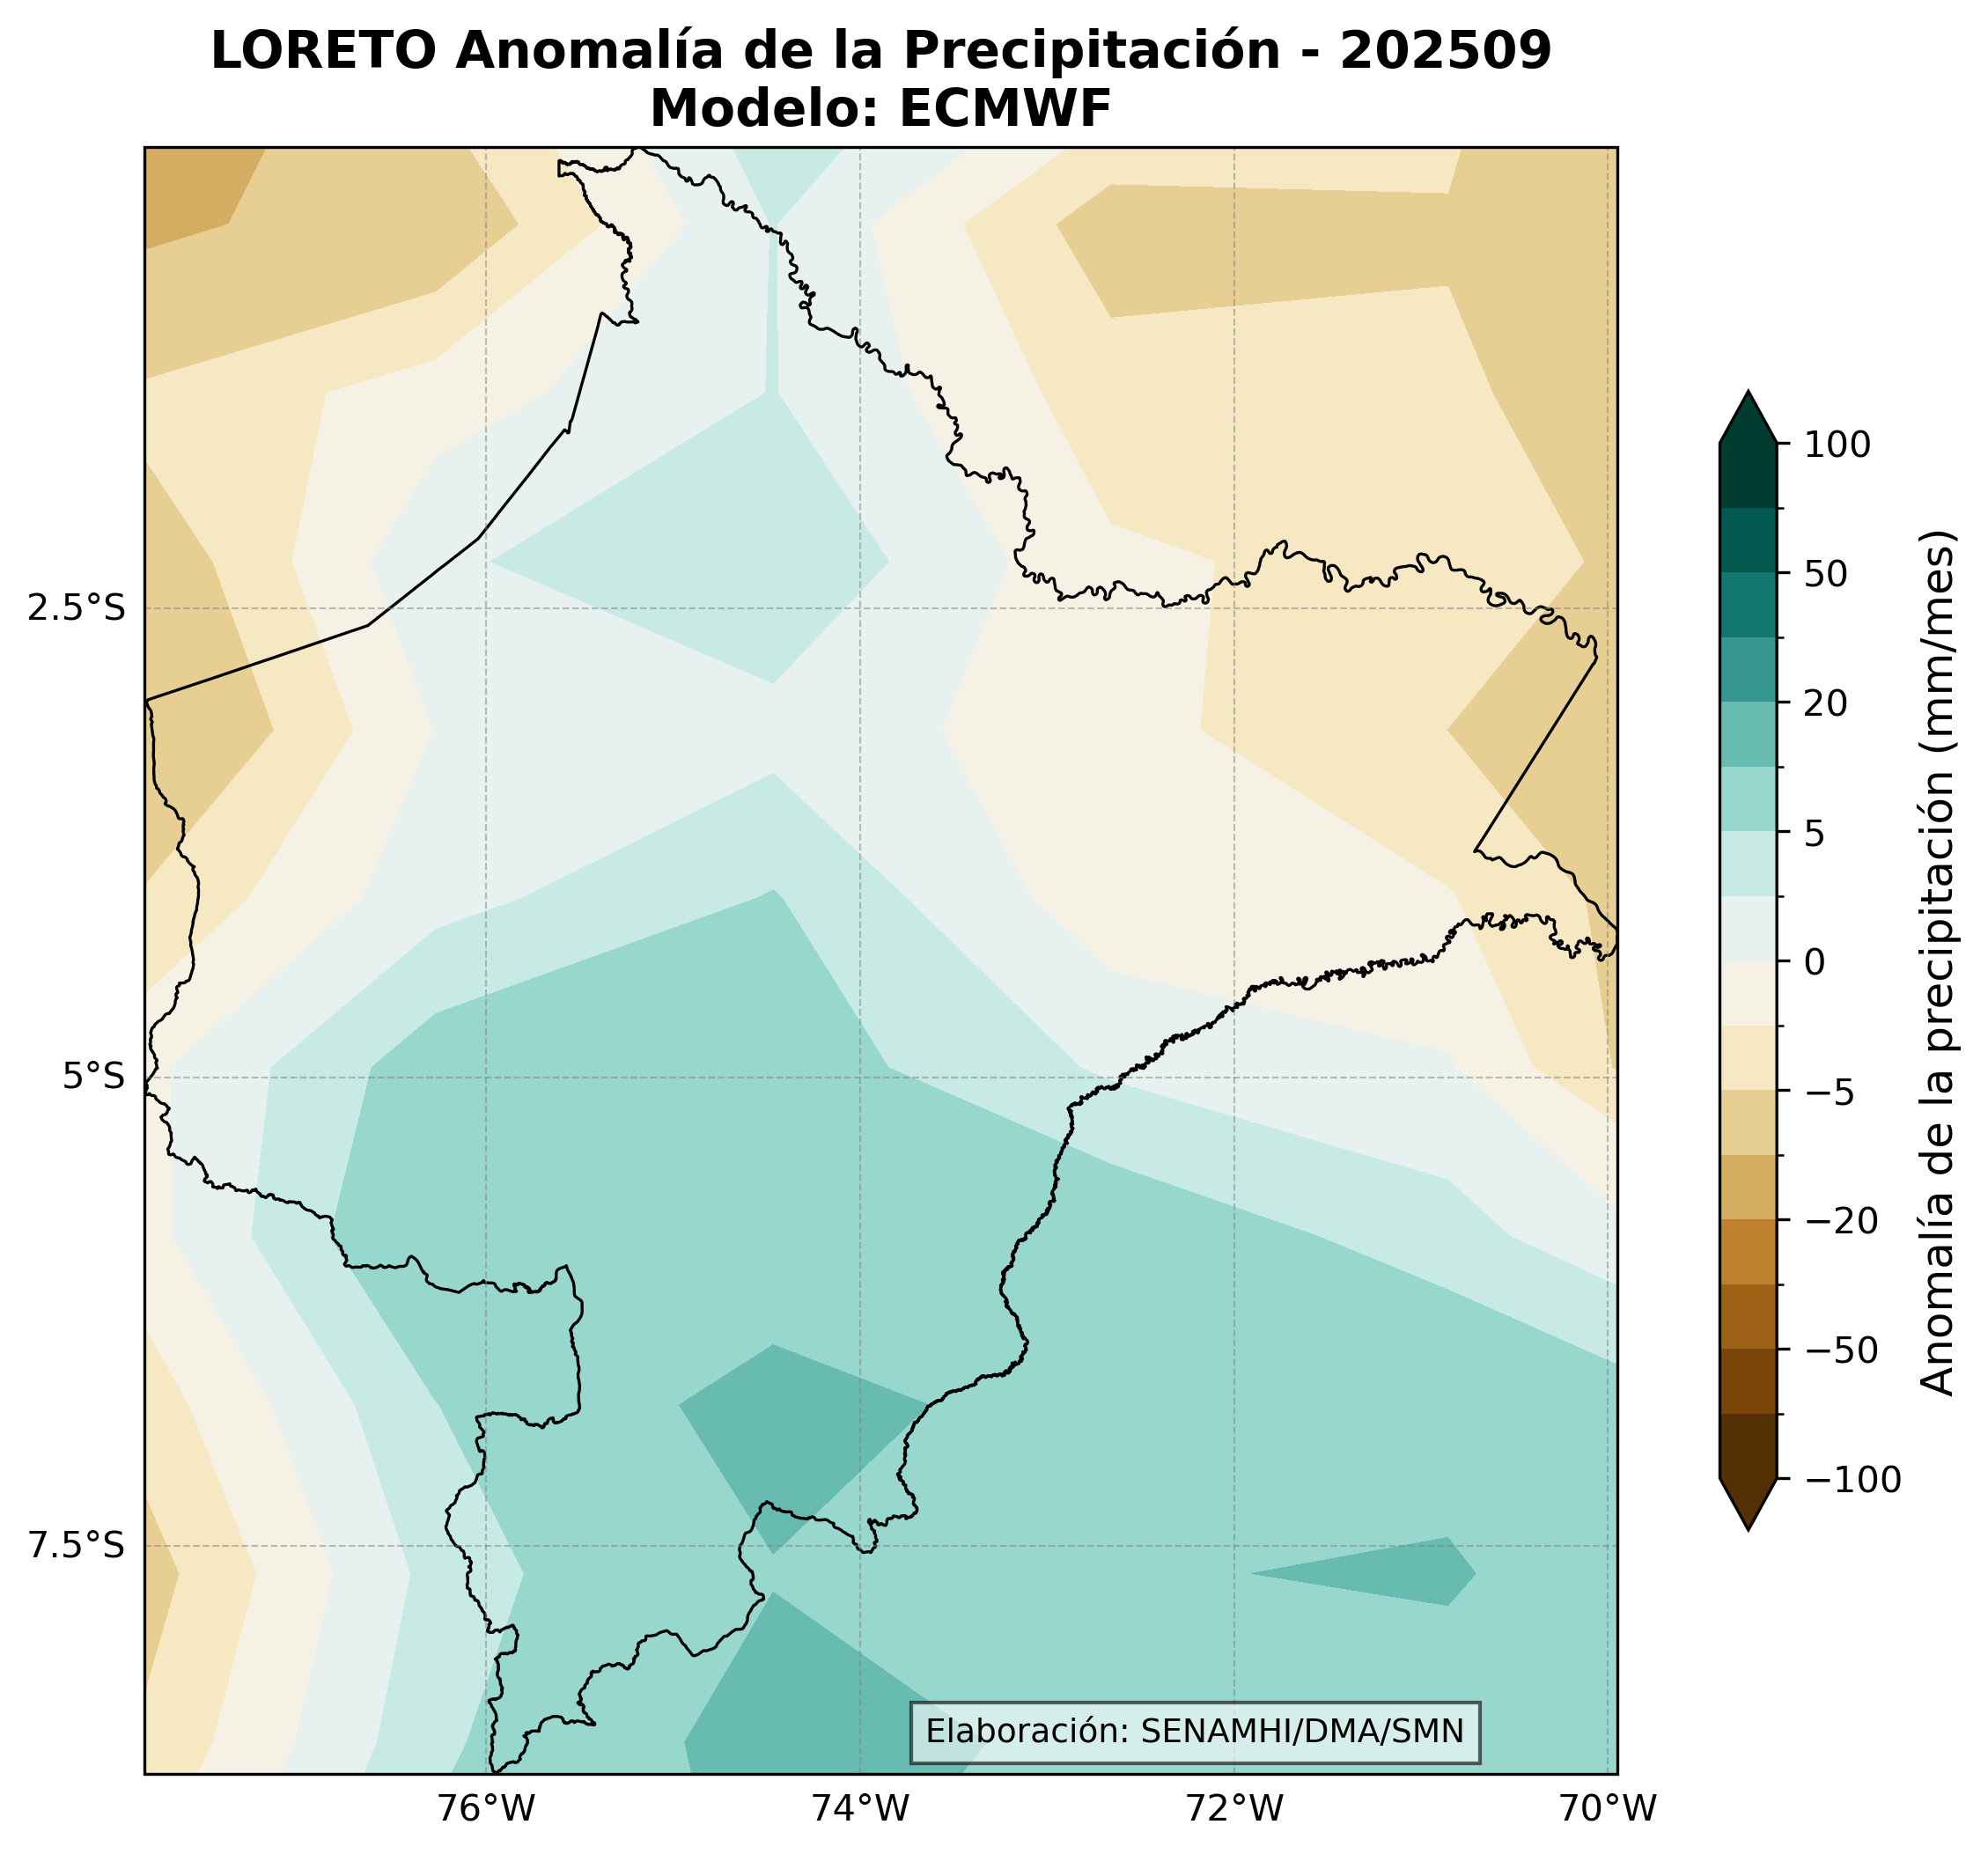 LORETO Anomalía de la Precipitación - 202509
Modelo: ECMWF
2.5°S
5°S
7.5°S
76°W
74°W
72°W
70°W
Elaboración: SENAMHI/DMA/SMN
100
50
20
5
0
−5
−20
−50
−100
Anomalía de la precipitación (mm/mes)